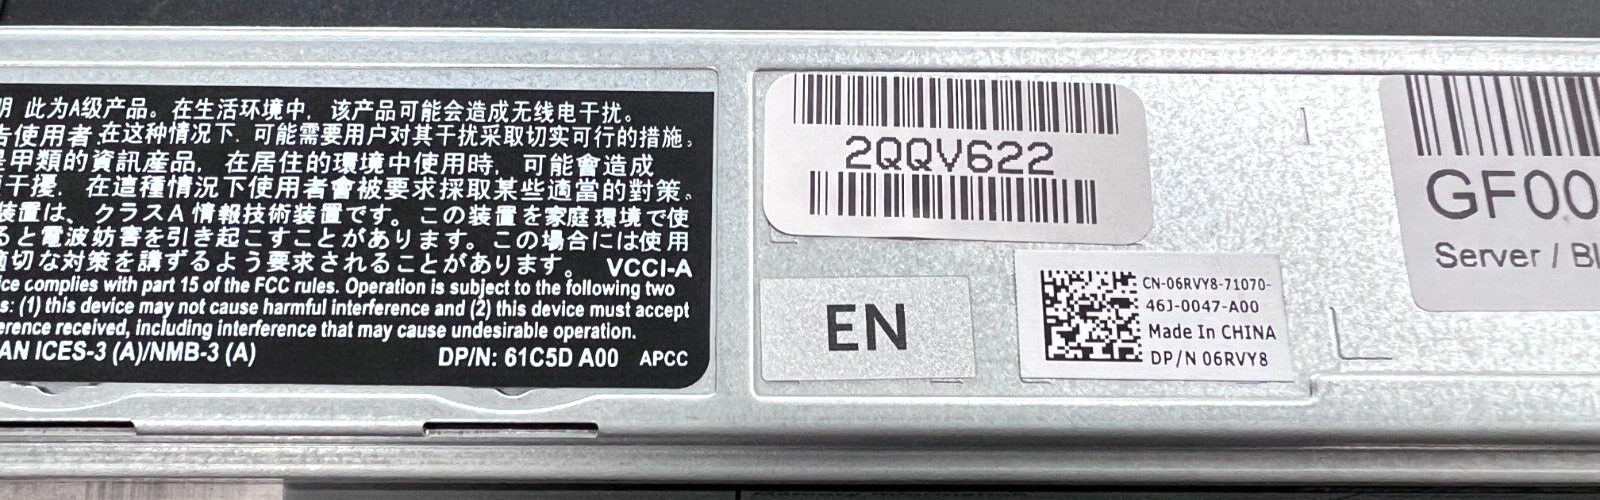 明 此为A级产品。在生活环境中，该产品可能会造成无线电干扰。
告使用者.在这种情况下，可能需要用户对其干扰采取切实可行的措施。
是甲類的資訊産品，在居住的環境中使用時，可能會造成
干擾，在這種情況下使用者會被要求採取某些適當的對策。
装置は、クラスA 情報技術装置です。この装置を家庭環境で使
ると電波妨害を引き起こすことがあります。この場合には使用
適切な対策を講ずるよう要求されることがあります。 VCCI-A
ice complies with part 15 of the FCC rules. Operation is subject to the following two
s: (1) this device may not cause harmful interference and (2) this device must accept
erence received, including interference that may cause undesirable operation.
AN ICES-3 (A)/NMB-3 (A) DP/N: 61C5D A00 APCC
2QQV622
EN
CN-06RVY8-71070-
46J-0047-A00
Made In CHINA
DP/N 06RVY8
GF00
Server / Bl